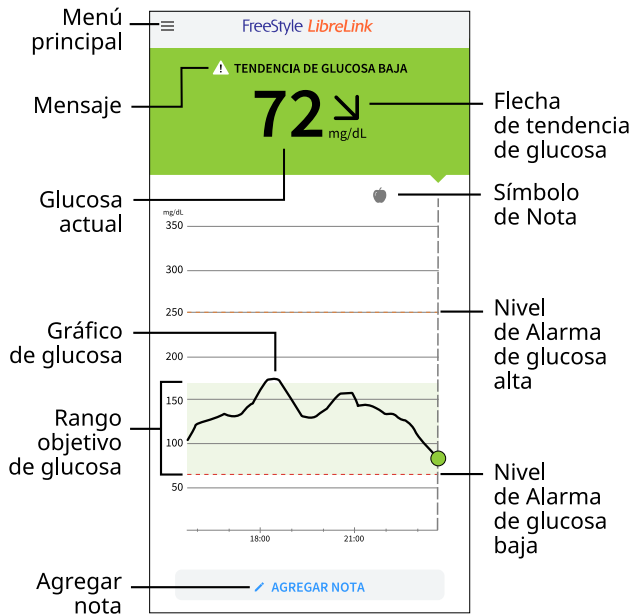 Menú
principal
FreeStyle LibreLink
Mensaje
TENDENCIA DE GLUCOSA BAJA
72
mg/dL
Flecha
de tendencia
de glucosa
Glucosa
actual
Símbolo
de Nota
mg/dL
350
300
250
200
150
100
50
18:00
21:00
Nivel
de Alarma
de glucosa
alta
Gráfico
de glucosa
Rango
objetivo
de glucosa
Nivel
de Alarma
de glucosa
baja
Agregar
nota
AGREGAR NOTA